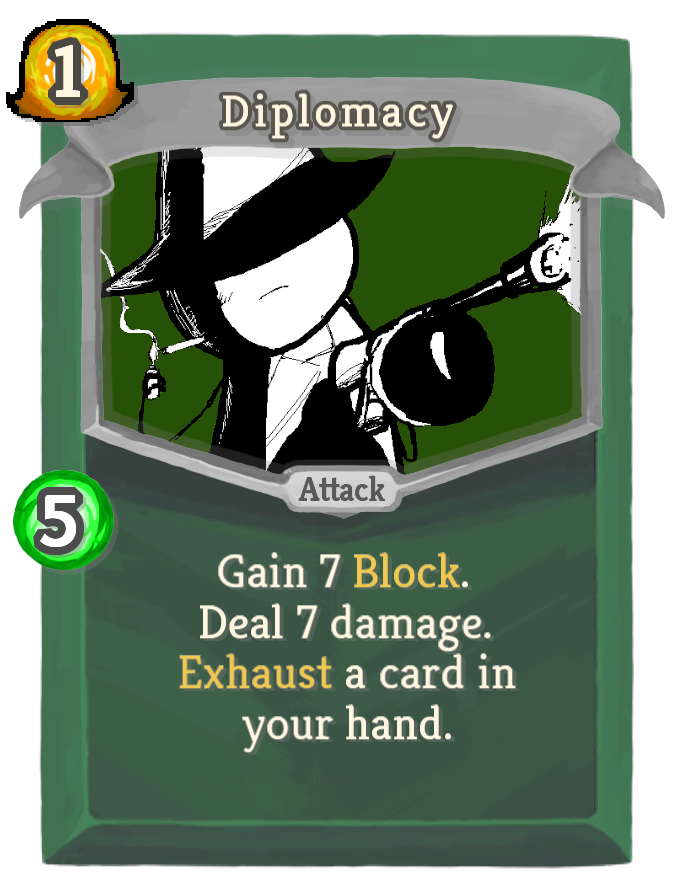 1
Diplomacy
Attack
5
Gain 7 Block.
Deal 7 damage.
Exhaust a card in
your hand.